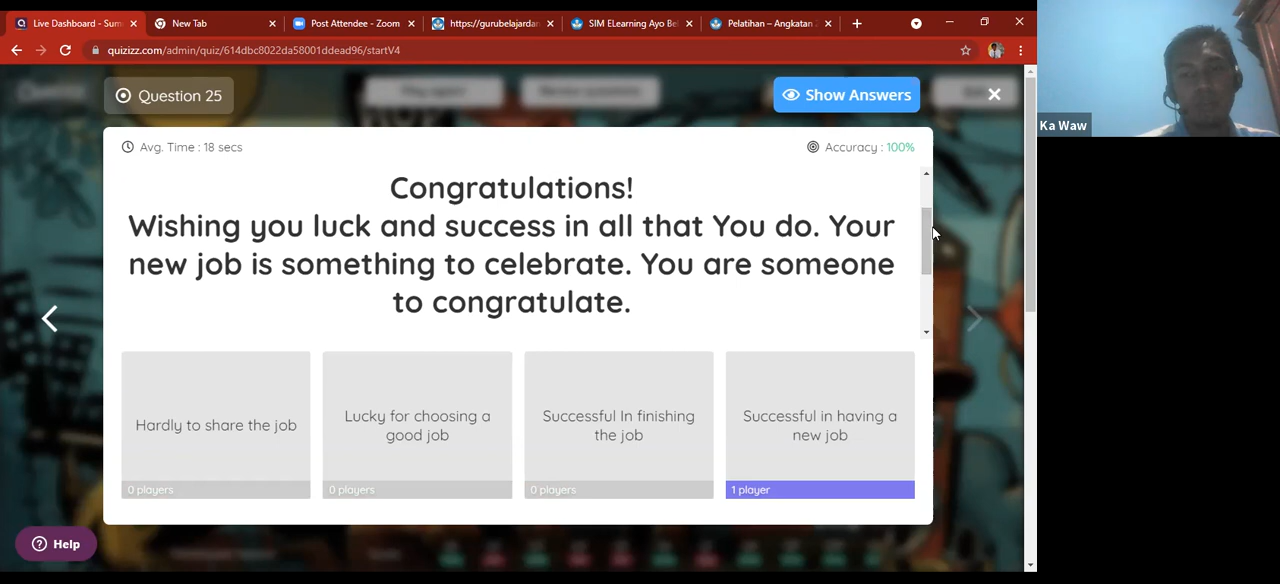 Live Dashboard - Sum
New Tab
Post Attendee - Zoom
https://gurubelajardar
SIM ELearning Ayo Be
Pelatihan - Angkatan
quizizz.com/admin/quiz/614dbc8022da58001ddead96/startV4
Question 25
Show Answers
Avg. Time : 18 secs
Accuracy : 100%
Congratulations!
Wishing you luck and success in all that You do. Your
new job is something to celebrate. You are someone
to congratulate.
Hardly to share the job
Lucky for choosing a
good job
Successful In finishing
the job
Successful in having a
new job
0 players
0 players
0 players
1 player
Help
Ka Waw